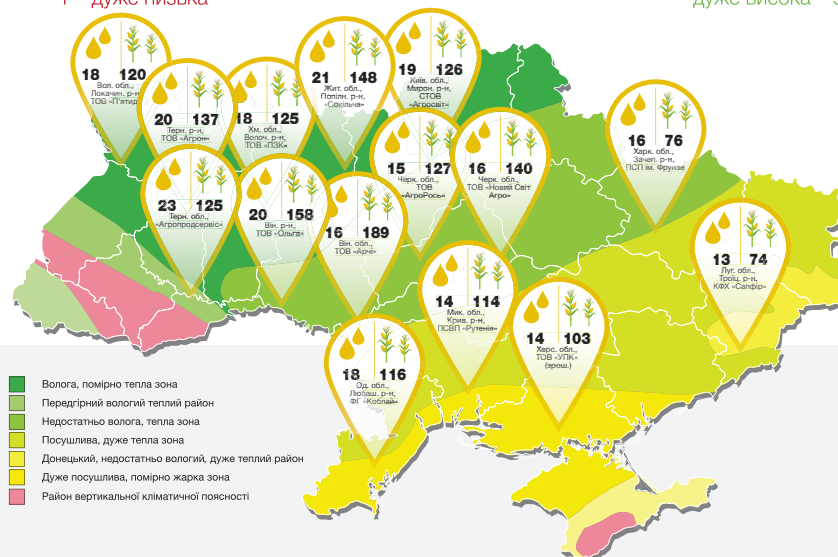 дуже низька
дуже висока
18 120
Вол. обл.,
Локачин. р-н,
20 137
Терн. р-н,
ТОВ «Агрон»
18 125
Хм. обл.,
Волоч. р-н,
ТОВ «ПЗК»
21 148
Жит. обл.,
Попілн. р-н,
«Сокільча»
19 126
Київ. обл.,
Мирон. р-н,
СТОВ
«Агросвіт»
15 127
Черк. обл.,
ТОВ
«АгроРось»
16 140
Черк. обл.,
ТОВ «Новий Світ
Агро»
16 76
Харк. обл.,
Зачеп. р-н,
ПСП ім. Фрунзе
23 125
Терн. обл.,
«Агропродсервіс»
20 158
Він. р-н,
ТОВ «Ольга»
16 189
Він. обл.,
ТОВ «Арчі»
13 74
Луг. обл.,
Троїц. р-н,
КФХ «Сапфір»
14 114
Мик. обл.,
Крив. р-н,
ПСВП «Рутенія»
14 103
Херс. обл.,
ТОВ «УПК»
(зрош.)
18 116
Од. обл.,
Любаш. р-н,
ФГ «Коблай»
Волога, помірно тепла зона
Передгірний вологий теплий район
Недостатньо волога, тепла зона
Посушлива, дуже тепла зона
Донецький, недостатньо вологий, дуже теплий район
Дуже посушлива, помірно жарка зона
Район вертикальної кліматичної поясності